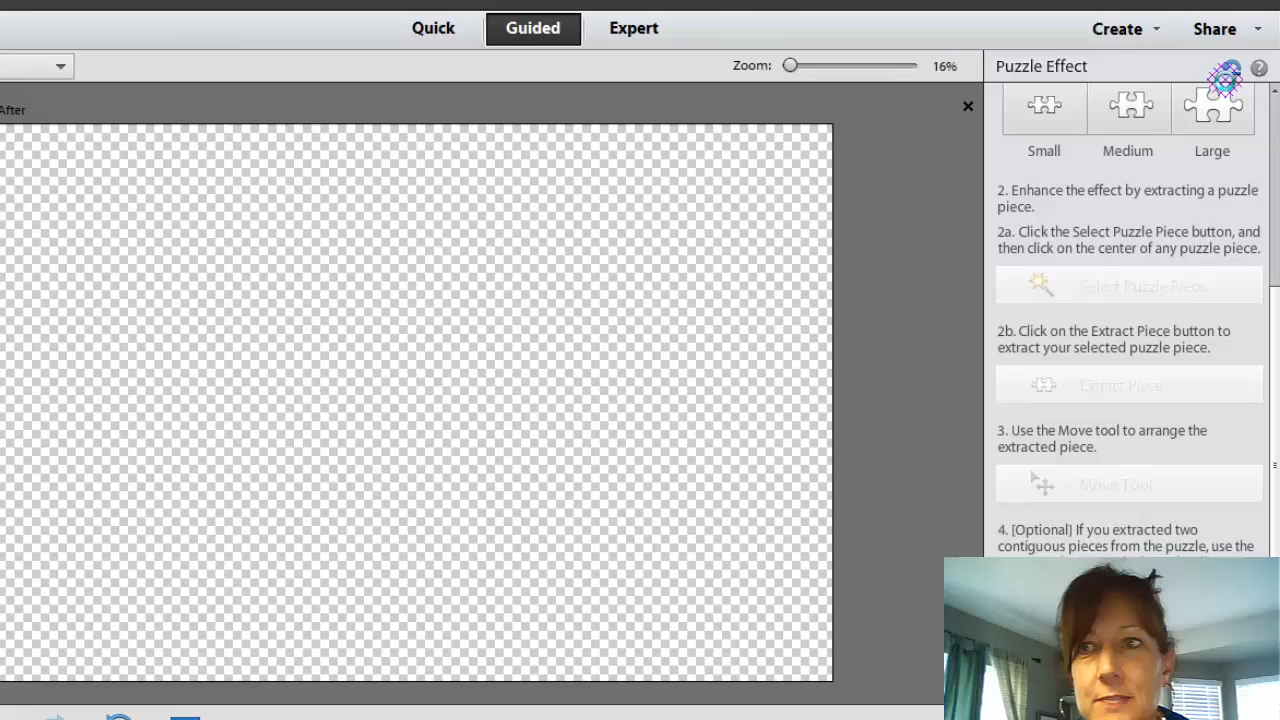 Quick Guided Expert Create Share
Zoom: 16% Puzzle Effect
After
Small Medium Large
2. Enhance the effect by extracting a puzzle
piece.
2a. Click the Select Puzzle Piece button, and
then click on the center of any puzzle piece.
Select Puzzle Piece
2b. Click on the Extract Piece button to
extract your selected puzzle piece.
Extract Piece
3. Use the Move tool to arrange the
extracted piece.
Move Tool
4. [Optional] If you extracted two
contiguous pieces from the puzzle, use the